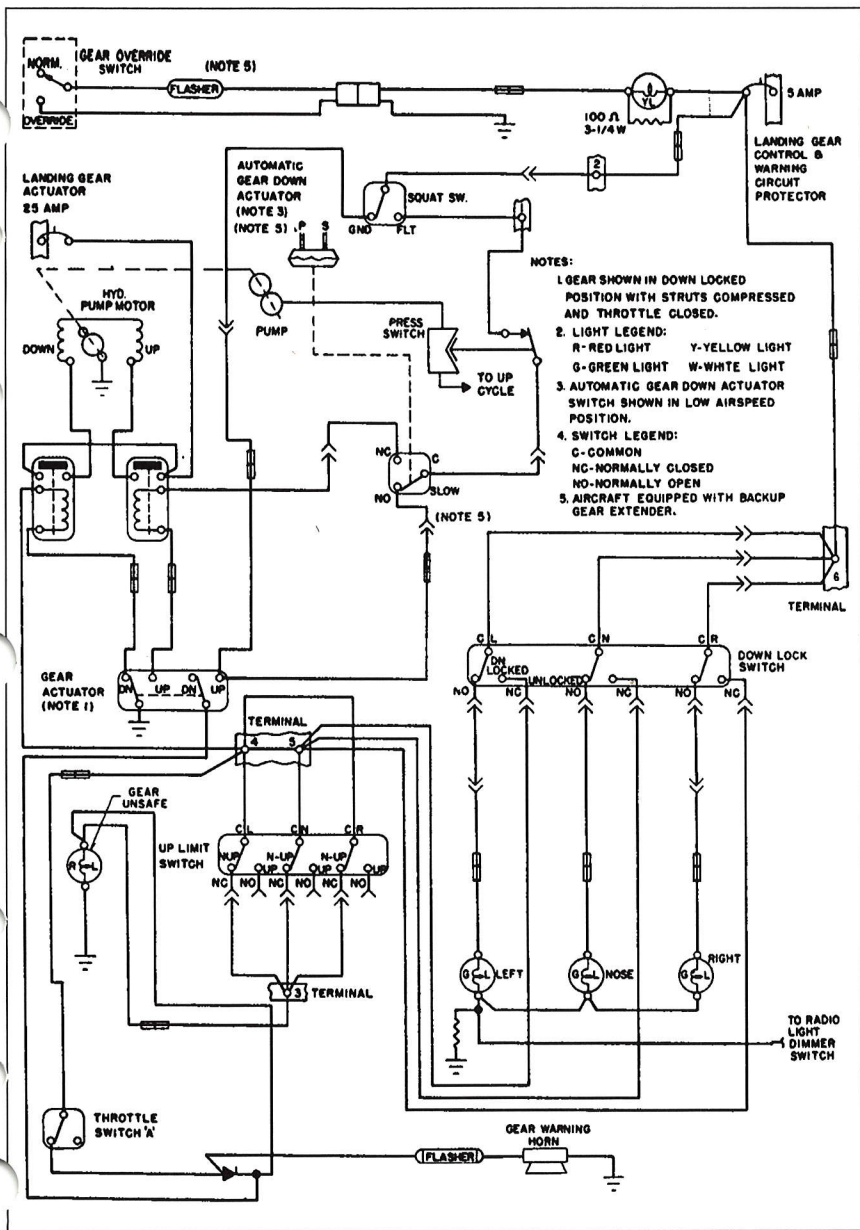 GEAR OVERRIDE
SWITCH
(NOTE 5)
NORM.
FLASHER
OVERRIDE
YL
5 AMP
100 Ω
3-1/4 W
LANDING GEAR
CONTROL &
WARNING
CIRCUIT
PROTECTOR
2
AUTOMATIC
GEAR DOWN
ACTUATOR
(NOTE 3)
(NOTE 5)
P S
SQUAT SW.
GND FLT
LANDING GEAR
ACTUATOR
25 AMP
HYD.
PUMP MOTOR
DOWN
UP
PUMP
PRESS
SWITCH
TO UP
CYCLE
NOTES:
1. GEAR SHOWN IN DOWN LOCKED
POSITION WITH STRUTS COMPRESSED
AND THROTTLE CLOSED.
2. LIGHT LEGEND:
R-RED LIGHT Y-YELLOW LIGHT
G-GREEN LIGHT W-WHITE LIGHT
3. AUTOMATIC GEAR DOWN ACTUATOR
SWITCH SHOWN IN LOW AIRSPEED
POSITION.
4. SWITCH LEGEND:
C-COMMON
NC-NORMALLY CLOSED
NO-NORMALLY OPEN
5. AIRCRAFT EQUIPPED WITH BACKUP
GEAR EXTENDER.
NC
C
NO
SLOW
(NOTE 5)
6
TERMINAL
C L
C N
C R
DOWN LOCK
SWITCH
DN
LOCKED
UNLOCKED
NO NC NO NC NO NC
GEAR
ACTUATOR
(NOTE 1)
DN UP DN UP
TERMINAL
4 5
GEAR
UNSAFE
R L
UP LIMIT
SWITCH
C L C N C R
N-UP UP N-UP UP N-UP UP
NC NO NC NO NC NO
3 TERMINAL
G L LEFT
G L NOSE
G L RIGHT
TO RADIO
LIGHT
DIMMER
SWITCH
THROTTLE
SWITCH 'A'
FLASHER
GEAR WARNING
HORN